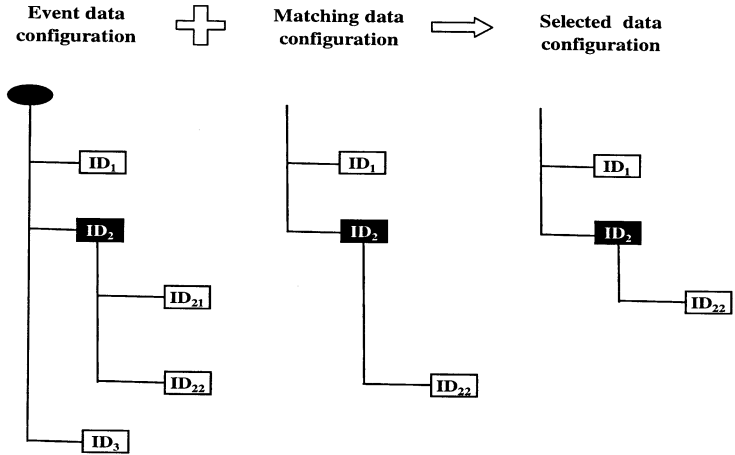 Event data
configuration
Matching data
configuration
Selected data
configuration
ID₁
ID₂
ID₂₁
ID₂₂
ID₃
ID₁
ID₂
ID₂₂
ID₁
ID₂
ID₂₂